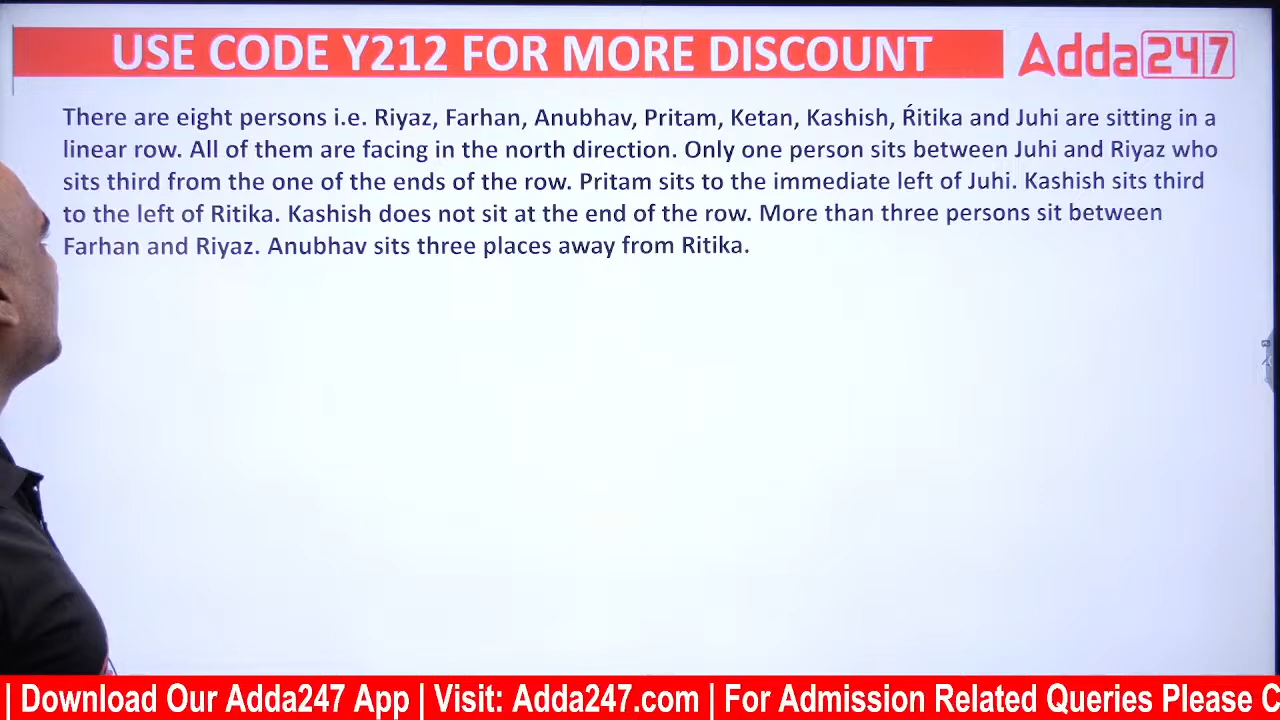 USE CODE Y212 FOR MORE DISCOUNT
Adda247
There are eight persons i.e. Riyaz, Farhan, Anubhav, Pritam, Ketan, Kashish, Ritika and Juhi are sitting in a
linear row. All of them are facing in the north direction. Only one person sits between Juhi and Riyaz who
sits third from the one of the ends of the row. Pritam sits to the immediate left of Juhi. Kashish sits third
to the left of Ritika. Kashish does not sit at the end of the row. More than three persons sit between
Farhan and Riyaz. Anubhav sits three places away from Ritika.
| Download Our Adda247 App | Visit: Adda247.com | For Admission Related Queries Please C